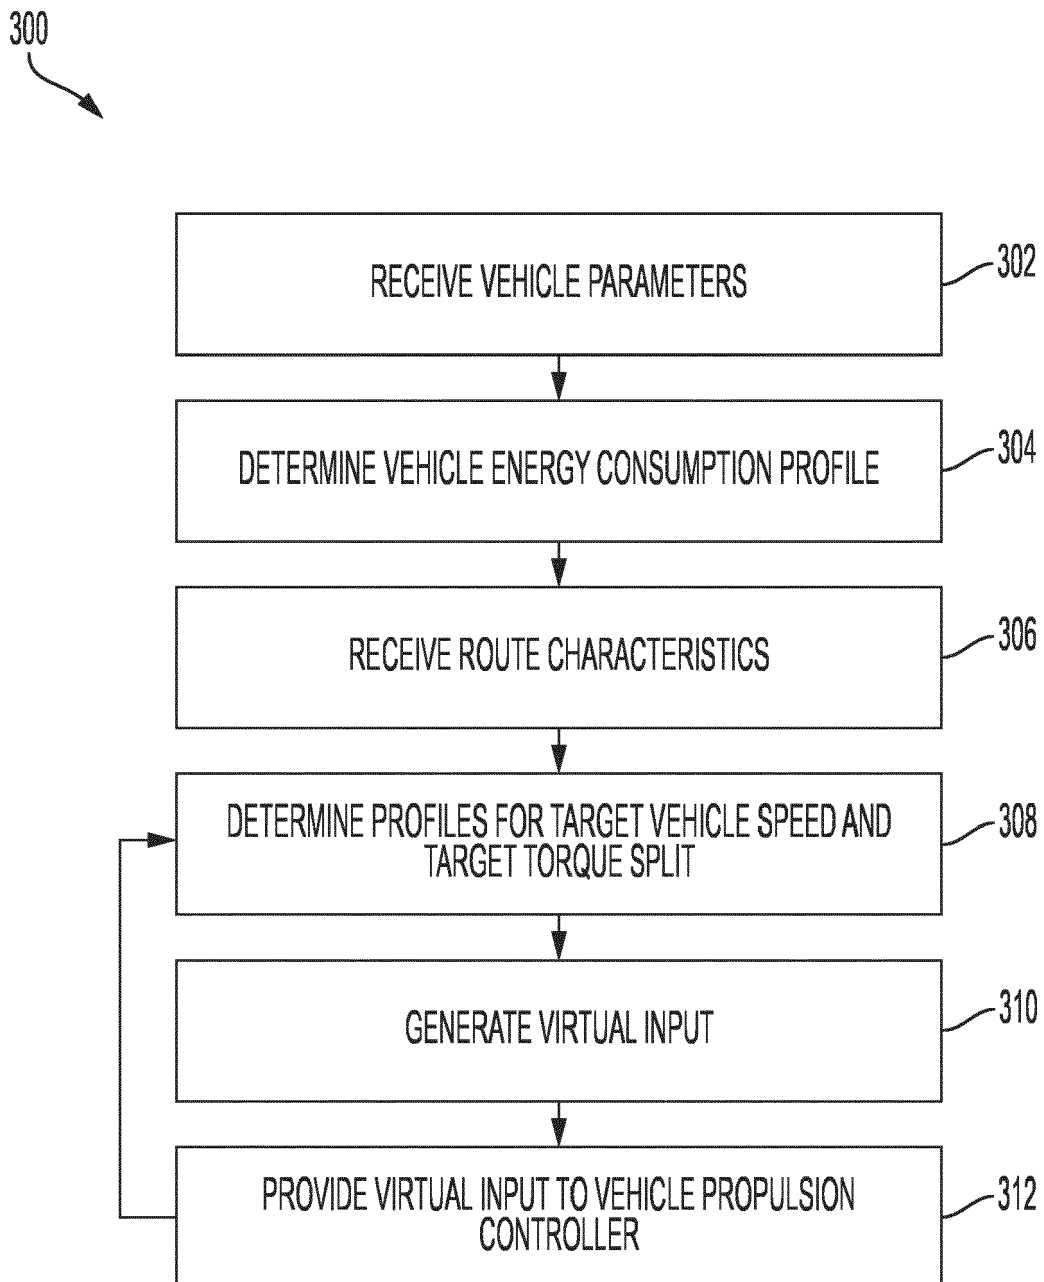 300
RECEIVE VEHICLE PARAMETERS
302
DETERMINE VEHICLE ENERGY CONSUMPTION PROFILE
304
RECEIVE ROUTE CHARACTERISTICS
306
DETERMINE PROFILES FOR TARGET VEHICLE SPEED AND
TARGET TORQUE SPLIT
308
GENERATE VIRTUAL INPUT
310
PROVIDE VIRTUAL INPUT TO VEHICLE PROPULSION
CONTROLLER
312